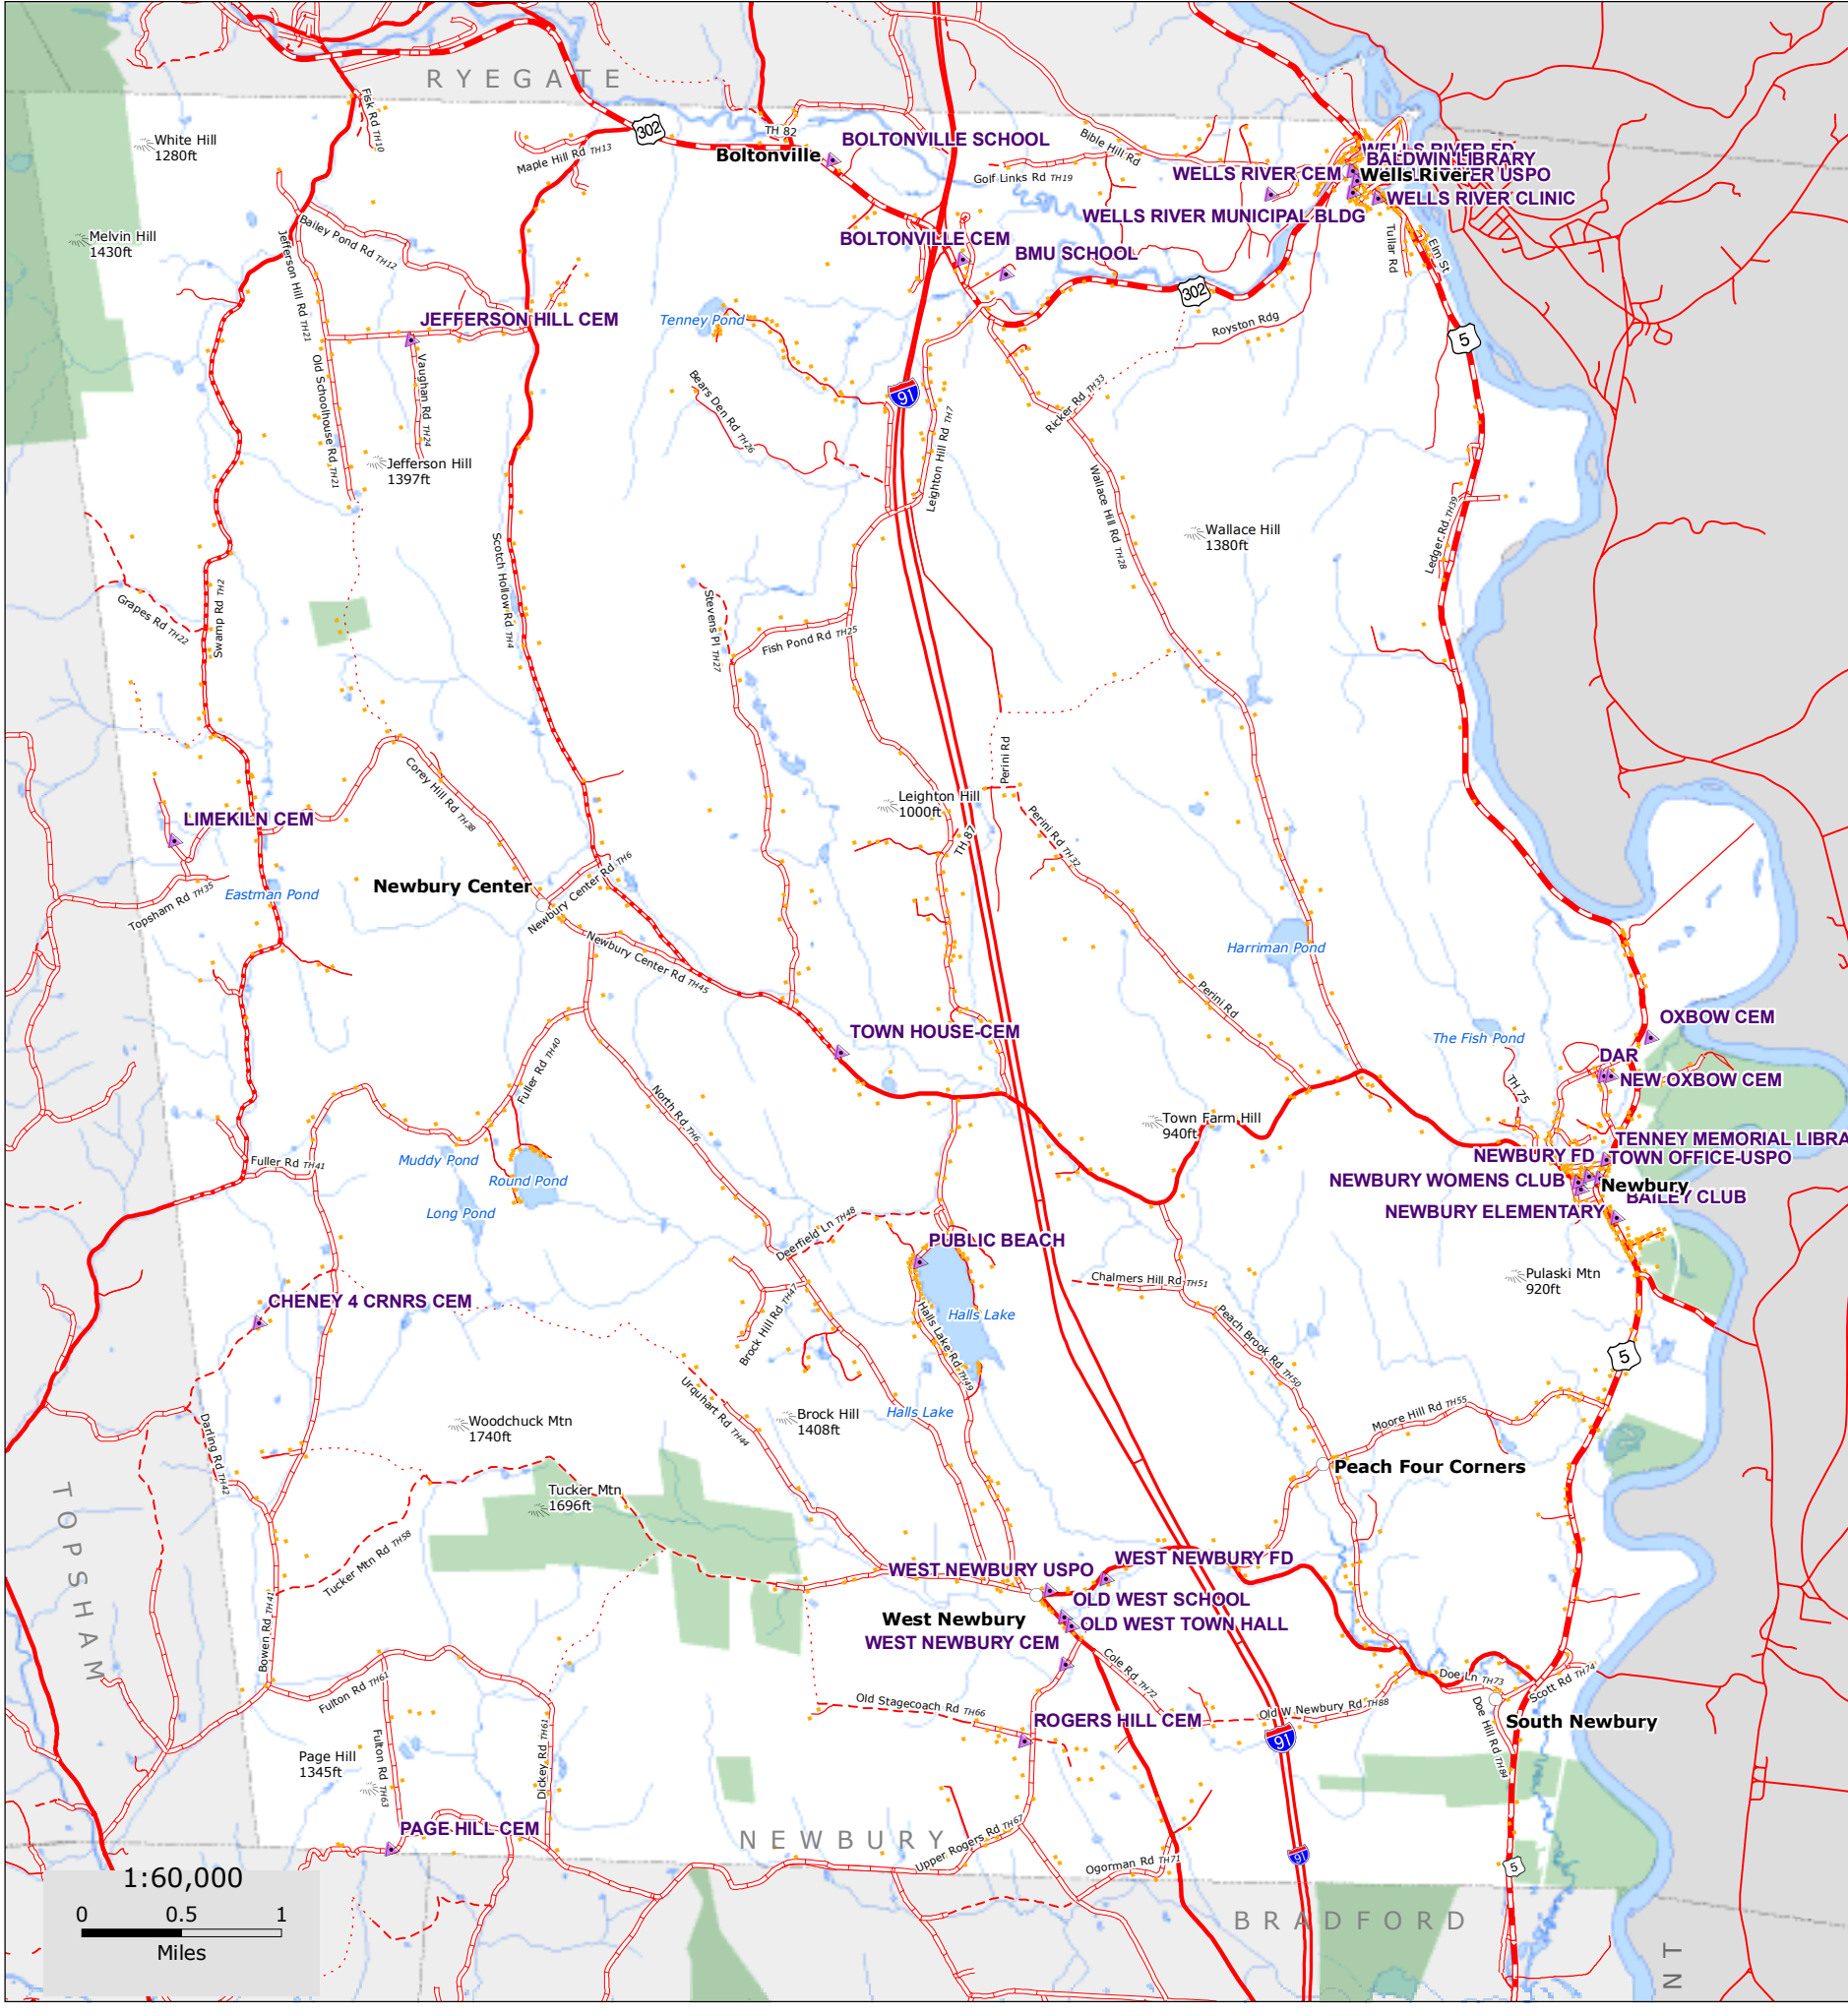 RYEGATE
White Hill
1280ft
Fisk Rd TH10
Maple Hill Rd TH13
302
TH 82
Boltonville
BOLTONVILLE SCHOOL
Bible Hill Rd
Golf Links Rd TH19
WELLS RIVER FD
BALDWIN LIBRARY
WELLS RIVER CEM
Wells River
WELLS RIVER CLINIC
WELLS RIVER MUNICIPAL BLDG
Melvin Hill
1430ft
Jefferson Hill Rd TH21
Bailey Pond Rd TH12
BOLTONVILLE CEM
BMU SCHOOL
Tullar Rd
Elm St
302
JEFFERSON HILL CEM
Tenney Pond
Royston Rdg
5
Old Schoolhouse Rd TH21
Vaughan Rd TH24
Bears Den Rd TH26
91
Leighton Hill Rd TH7
Ricker Rd TH33
Jefferson Hill
1397ft
Wallace Hill Rd TH28
Wallace Hill
1380ft
Ledger Rd TH39
Scotch Hollow Rd TH4
Swamp Rd TH2
Grapes Rd TH22
Stevens Pl TH27
Fish Pond Rd TH25
Corey Hill Rd TH38
Perini Rd
Leighton Hill
1000ft
TH 87
Perini Rd TH32
LIMEKILN CEM
Newbury Center
Newbury Center Rd TH6
Eastman Pond
Topsham Rd TH35
Newbury Center Rd TH45
Harriman Pond
Perini Rd
TOWN HOUSE-CEM
The Fish Pond
OXBOW CEM
DAR
NEW OXBOW CEM
Fuller Rd TH40
North Rd TH6
TH 75
Town Farm Hill
940ft
TENNEY MEMORIAL LIBRA
NEWBURY FD
TOWN OFFICE-USPO
Fuller Rd TH41
Muddy Pond
Round Pond
NEWBURY WOMENS CLUB
Newbury
BAILEY CLUB
Long Pond
NEWBURY ELEMENTARY
Deerfield Ln TH48
PUBLIC BEACH
Chalmers Hill Rd TH51
Pulaski Mtn
920ft
CHENEY 4 CRNRS CEM
Brock Hill Rd TH47
Halls Lake
Halls Lake Rd TH49
Peach Brook Rd TH50
5
Urquhart Rd TH44
Brock Hill
1408ft
Halls Lake
Woodchuck Mtn
1740ft
Darling Rd TH42
Moore Hill Rd TH55
Peach Four Corners
Tucker Mtn
1696ft
TOPSHAM
Tucker Mtn Rd TH58
WEST NEWBURY FD
WEST NEWBURY USPO
OLD WEST SCHOOL
West Newbury
OLD WEST TOWN HALL
WEST NEWBURY CEM
Bowen Rd TH41
Cole Rd TH72
Fulton Rd TH61
Doe Ln TH73
Scott Rd TH74
Old Stagecoach Rd TH66
Old W Newbury Rd TH88
ROGERS HILL CEM
South Newbury
91
Doe Hill Rd TH84
Page Hill
1345ft
Fulton Rd TH63
Dickey Rd TH61
PAGE HILL CEM
NEWBURY
Upper Rogers Rd TH67
Ogorman Rd TH71
91
5
1:60,000
0 0.5 1
Miles
BRADFORD
NT